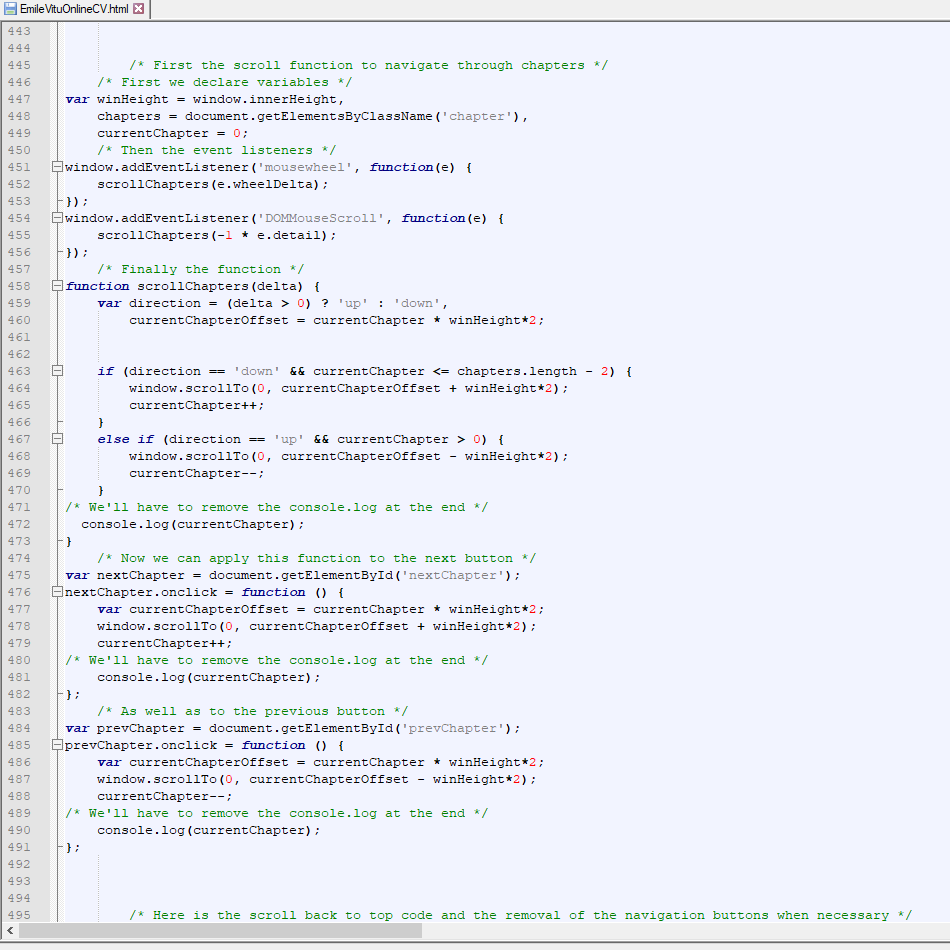 EmileVituOnlineCV.html
443
444
445 /* First the scroll function to navigate through chapters */
446 /* First we declare variables */
447 var winHeight = window.innerHeight,
448 chapters = document.getElementsByClassName('chapter'),
449 currentChapter = 0;
450 /* Then the event listeners */
451 window.addEventListener('mousewheel', function(e) {
452 scrollChapters(e.wheelDelta);
453 });
454 window.addEventListener('DOMMouseScroll', function(e) {
455 scrollChapters(-1 * e.detail);
456 });
457 /* Finally the function */
458 function scrollChapters(delta) {
459 var direction = (delta > 0) ? 'up' : 'down',
460 currentChapterOffset = currentChapter * winHeight*2;
461
462
463 if (direction == 'down' && currentChapter <= chapters.length - 2) {
464 window.scrollTo(0, currentChapterOffset + winHeight*2);
465 currentChapter++;
466 }
467 else if (direction == 'up' && currentChapter > 0) {
468 window.scrollTo(0, currentChapterOffset - winHeight*2);
469 currentChapter--;
470 }
471 /* We'll have to remove the console.log at the end */
472 console.log(currentChapter);
473 }
474 /* Now we can apply this function to the next button */
475 var nextChapter = document.getElementById('nextChapter');
476 nextChapter.onclick = function () {
477 var currentChapterOffset = currentChapter * winHeight*2;
478 window.scrollTo(0, currentChapterOffset + winHeight*2);
479 currentChapter++;
480 /* We'll have to remove the console.log at the end */
481 console.log(currentChapter);
482 };
483 /* As well as to the previous button */
484 var prevChapter = document.getElementById('prevChapter');
485 prevChapter.onclick = function () {
486 var currentChapterOffset = currentChapter * winHeight*2;
487 window.scrollTo(0, currentChapterOffset - winHeight*2);
488 currentChapter--;
489 /* We'll have to remove the console.log at the end */
490 console.log(currentChapter);
491 };
492
493
494
495 /* Here is the scroll back to top code and the removal of the navigation buttons when necessary */